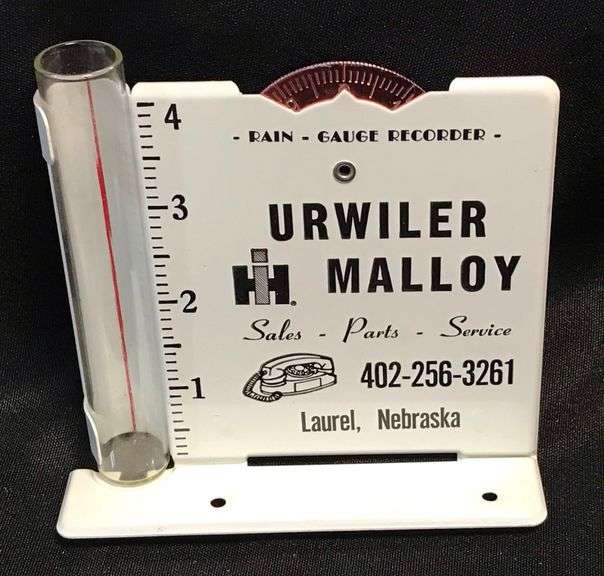 - RAIN - GAUGE RECORDER -
4
3
2
1
URWILER
IH® MALLOY
Sales - Parts - Service
402-256-3261
Laurel, Nebraska